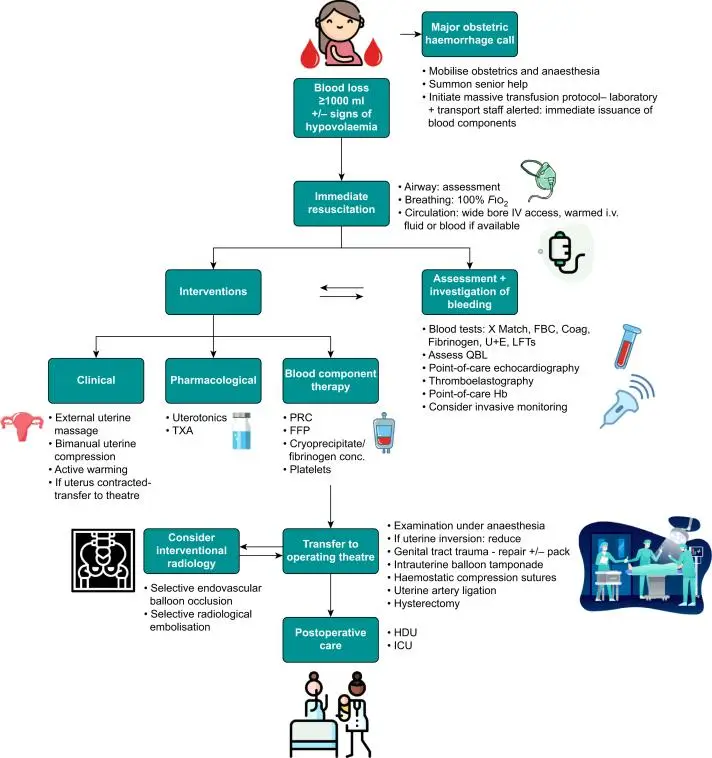 Major obstetric
haemorrhage call
• Mobilise obstetrics and anaesthesia
• Summon senior help
• Initiate massive transfusion protocol– laboratory
+ transport staff alerted: immediate issuance of
blood components
Blood loss
≥1000 ml
+/– signs of
hypovolaemia
Immediate
resuscitation
• Airway: assessment
• Breathing: 100% FIO2
• Circulation: wide bore IV access, warmed i.v.
fluid or blood if available
Interventions
Assessment +
investigation of
bleeding
• Blood tests: X Match, FBC, Coag,
Fibrinogen, U+E, LFTs
• Assess QBL
• Point-of-care echocardiography
• Thromboelastography
• Point-of-care Hb
• Consider invasive monitoring
Clinical
• External uterine
massage
• Bimanual uterine
compression
• Active warming
• If uterus contracted-
transfer to theatre
Pharmacological
• Uterotonics
• TXA
Blood component
therapy
• PRC
• FFP
• Cryoprecipitate/
fibrinogen conc.
• Platelets
Consider
interventional
radiology
• Selective endovascular
balloon occlusion
• Selective radiological
embolisation
Transfer to
operating theatre
• Examination under anaesthesia
• If uterine inversion: reduce
• Genital tract trauma - repair +/– pack
• Intrauterine balloon tamponade
• Haemostatic compression sutures
• Uterine artery ligation
• Hysterectomy
Postoperative
care
• HDU
• ICU